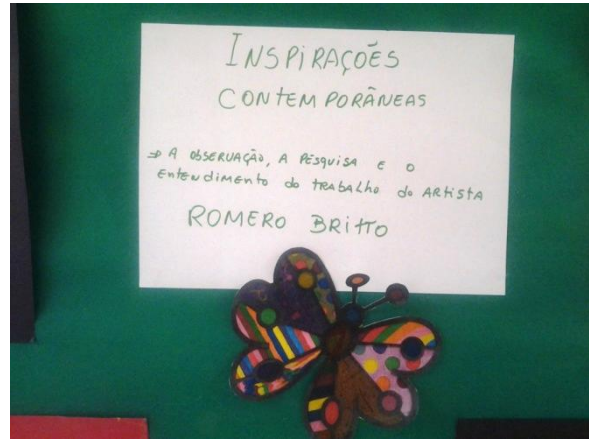 INSPIRAÇÕES
CONTEMPORÂNEAS
⇒ A OBSERVAÇÃO, A PESQUISA E O
ENTENDIMENTO DO TRABALHO DO ARTISTA
ROMERO BRITTO